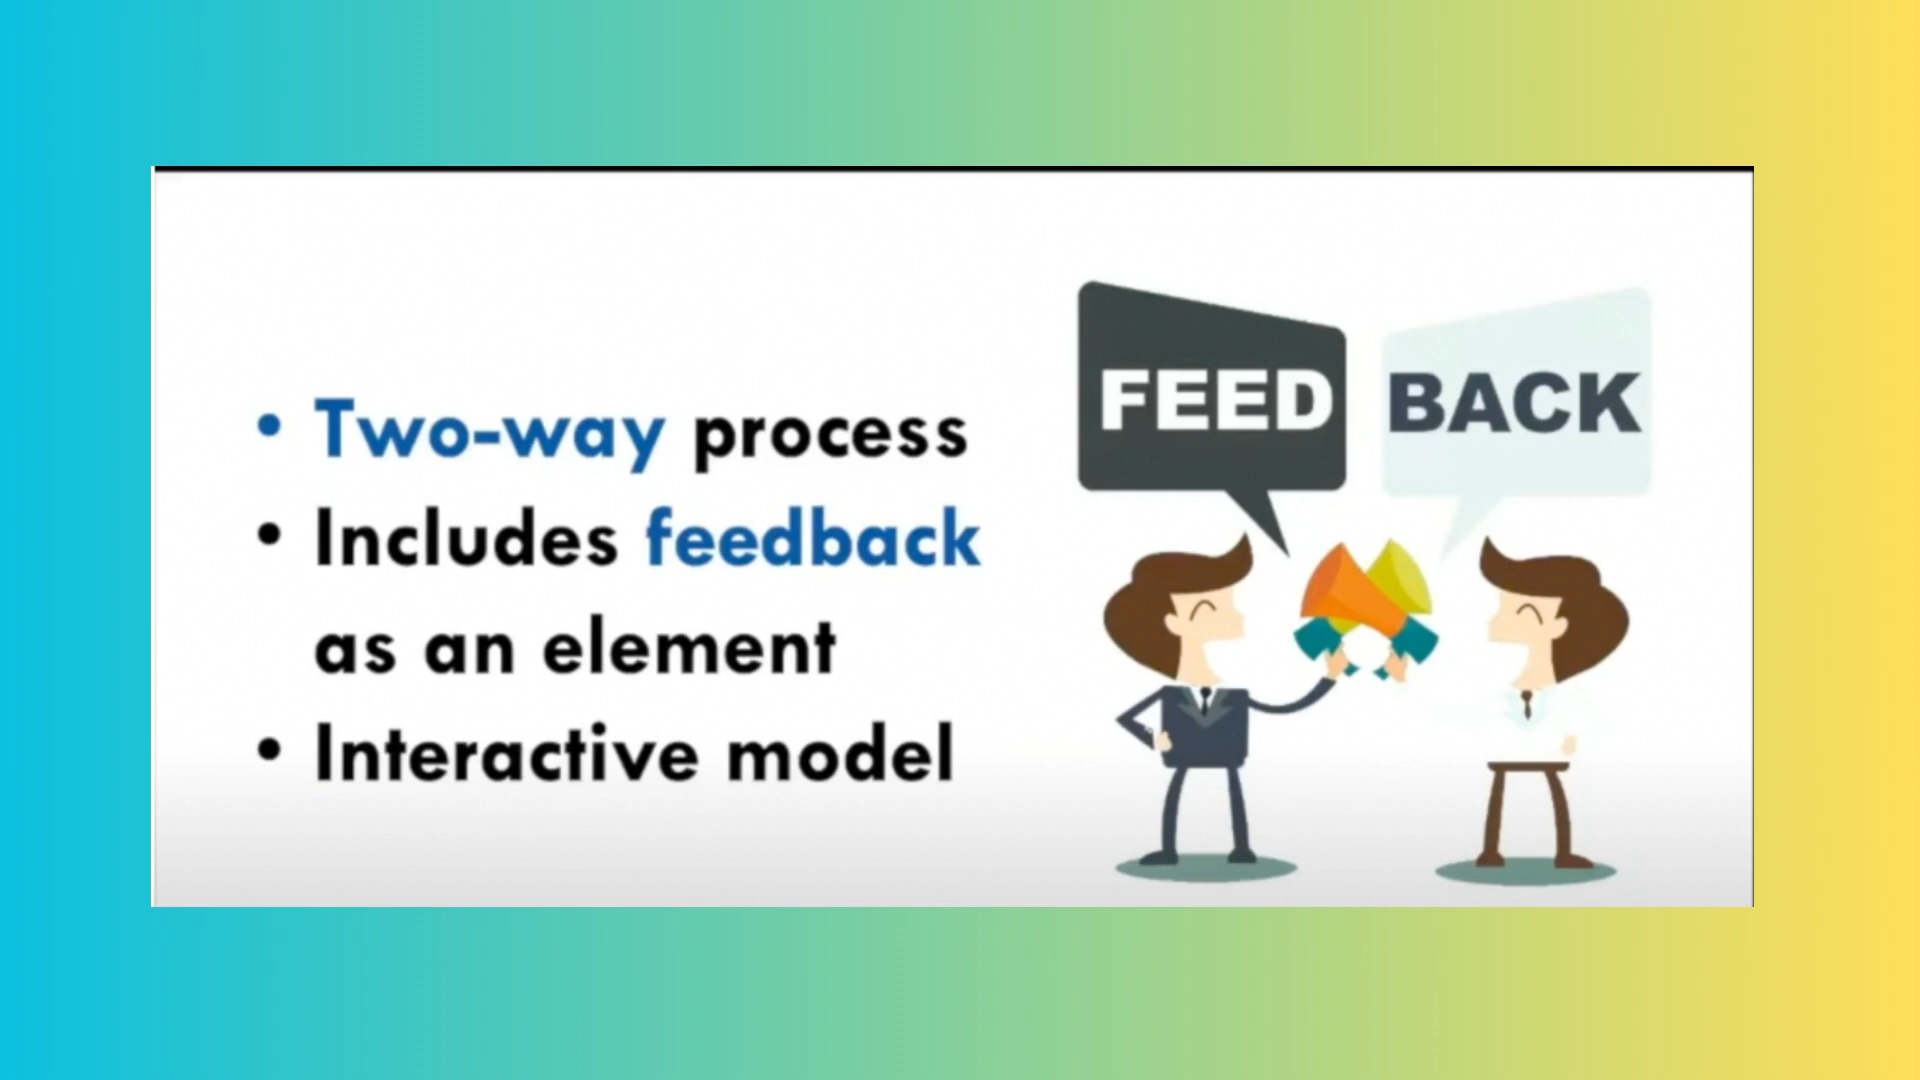 • Two-way process
• Includes feedback
as an element
• Interactive model
FEED
BACK